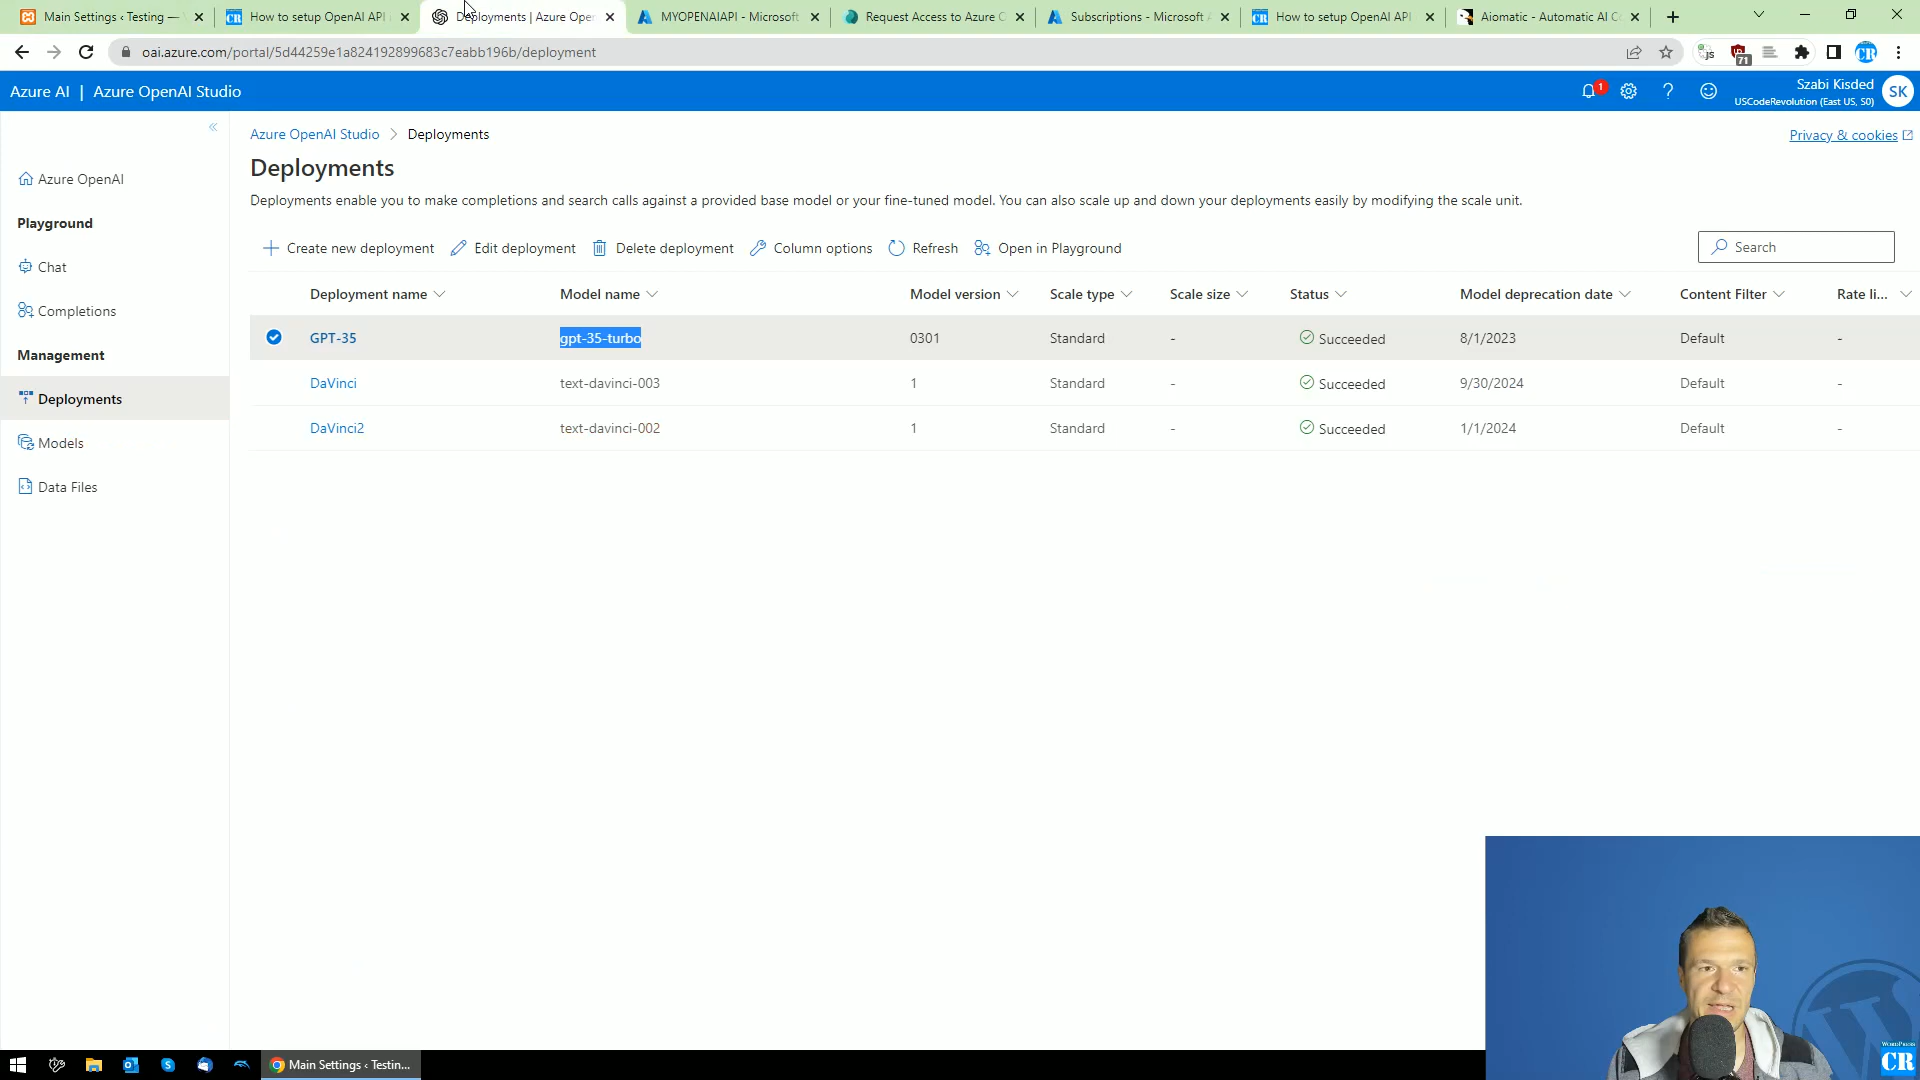 Main Settings ‹ Testing —
How to setup OpenAI API
Deployments | Azure Open
MYOPENAIAPI - Microsoft
Request Access to Azure O
Subscriptions - Microsoft A
How to setup OpenAI API
Aiomatic - Automatic AI Co
oai.azure.com/portal/5d44259e1a824192899683c7eabb196b/deployment
JS
71
CR
Azure AI | Azure OpenAI Studio
1
Szabi Kisded
USCodeRevolution (East US, S0)
SK
Azure OpenAI Studio > Deployments
Privacy & cookies
Azure OpenAI
Playground
Chat
Completions
Management
Deployments
Models
Data Files
Deployments
Deployments enable you to make completions and search calls against a provided base model or your fine-tuned model. You can also scale up and down your deployments easily by modifying the scale unit.
Create new deployment Edit deployment Delete deployment Column options Refresh Open in Playground
Search
Deployment name Model name Model version Scale type Scale size Status Model deprecation date Content Filter Rate li...
GPT-35 gpt-35-turbo 0301 Standard - Succeeded 8/1/2023 Default -
DaVinci text-davinci-003 1 Standard - Succeeded 9/30/2024 Default -
DaVinci2 text-davinci-002 1 Standard - Succeeded 1/1/2024 Default -
Main Settings ‹ Testin...
WORDPRESS
CR